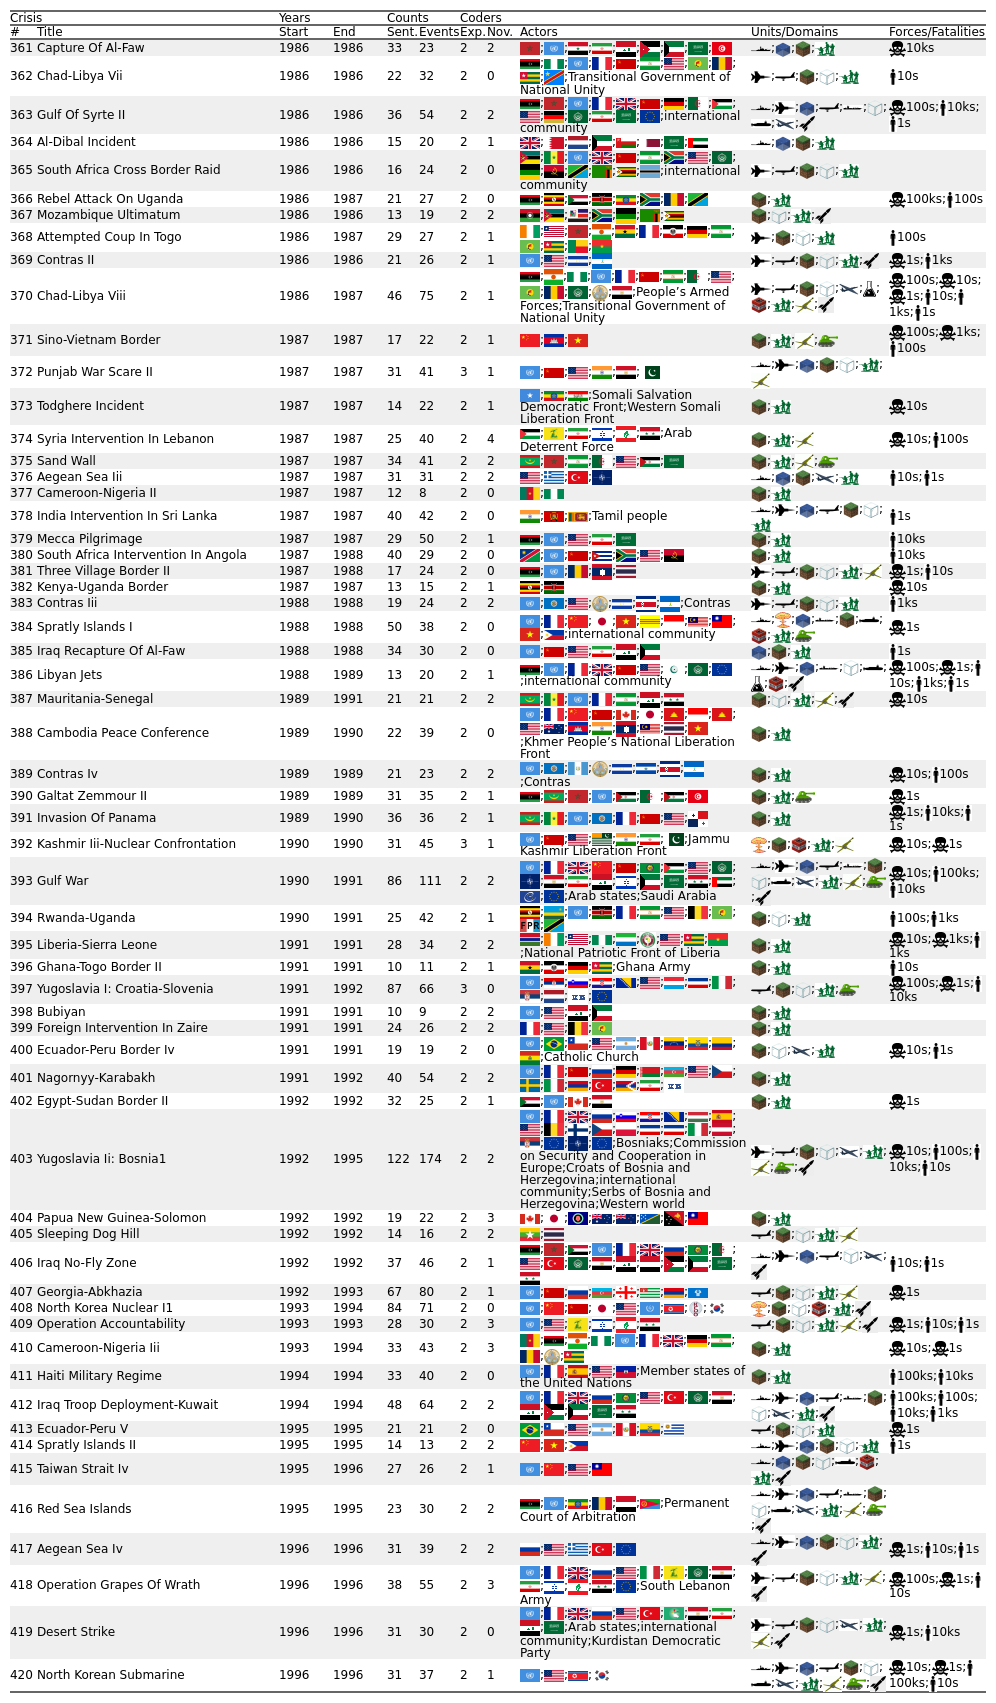 Years Counts Coders
# Title Start End Sent. Events Exp. Nov. Actors Units/Domains Forces/Fatalities
361 Capture Of Al-Faw 1986 1986 33 23 2 2 10ks
362 Chad-Libya Vii 1986 1986 22 32 2 0 ;Transitional Government of National Unity 10s
363 Gulf Of Syrte II 1986 1986 36 54 2 2 ;international community 100s; 10ks; 1s
364 Al-Dibal Incident 1986 1986 15 20 2 1
365 South Africa Cross Border Raid 1986 1986 16 24 2 0 ;international community
366 Rebel Attack On Uganda 1986 1987 21 27 2 0 100ks; 100s
367 Mozambique Ultimatum 1986 1986 13 19 2 2
368 Attempted Coup In Togo 1986 1987 29 27 2 1 100s
369 Contras II 1986 1986 21 26 2 1 1s; 1ks
370 Chad-Libya Viii 1986 1987 46 75 2 1 ;People’s Armed Forces;Transitional Government of National Unity 100s; 10s; 1s; 10s; 1ks; 1s
371 Sino-Vietnam Border 1987 1987 17 22 2 1 100s; 1ks; 100s
372 Punjab War Scare II 1987 1987 31 41 3 1
373 Todghere Incident 1987 1987 14 22 2 1 ;Somali Salvation Democratic Front;Western Somali Liberation Front 10s
374 Syria Intervention In Lebanon 1987 1987 25 40 2 4 ;Arab Deterrent Force 10s; 100s
375 Sand Wall 1987 1987 34 41 2 2
376 Aegean Sea Iii 1987 1987 31 31 2 2 10s; 1s
377 Cameroon-Nigeria II 1987 1987 12 8 2 0
378 India Intervention In Sri Lanka 1987 1987 40 42 2 0 ;Tamil people 1s
379 Mecca Pilgrimage 1987 1987 29 50 2 1 10ks
380 South Africa Intervention In Angola 1987 1988 40 29 2 0 10ks
381 Three Village Border II 1987 1988 17 24 2 0 1s; 10s
382 Kenya-Uganda Border 1987 1987 13 15 2 1 10s
383 Contras Iii 1988 1988 19 24 2 2 ;Contras 1ks
384 Spratly Islands I 1988 1988 50 38 2 0 ;international community 1s
385 Iraq Recapture Of Al-Faw 1988 1988 34 30 2 0 1s
386 Libyan Jets 1988 1989 13 20 2 1 ;international community 100s; 1s; 10s; 1ks; 1s
387 Mauritania-Senegal 1989 1991 21 21 2 2 10s
388 Cambodia Peace Conference 1989 1990 22 39 2 0 ;Khmer People’s National Liberation Front
389 Contras Iv 1989 1989 21 23 2 2 ;Contras 10s; 100s
390 Galtat Zemmour II 1989 1989 31 35 2 1 1s
391 Invasion Of Panama 1989 1990 36 36 2 1 1s; 10ks; 1s
392 Kashmir Iii-Nuclear Confrontation 1990 1990 31 45 3 1 ;Jammu Kashmir Liberation Front 10s; 1s
393 Gulf War 1990 1991 86 111 2 2 ;Arab states;Saudi Arabia 10s; 100ks; 10ks
394 Rwanda-Uganda 1990 1991 25 42 2 1 FPR 100s; 1ks
395 Liberia-Sierra Leone 1991 1991 28 34 2 2 ;National Patriotic Front of Liberia 10s; 1ks; 1ks
396 Ghana-Togo Border II 1991 1991 10 11 2 1 ;Ghana Army 10s
397 Yugoslavia I: Croatia-Slovenia 1991 1992 87 66 3 0 100s; 1s; 10ks
398 Bubiyan 1991 1991 10 9 2 2
399 Foreign Intervention In Zaire 1991 1991 24 26 2 2
400 Ecuador-Peru Border Iv 1991 1991 19 19 2 0 ;Catholic Church 10s; 1s
401 Nagornyy-Karabakh 1991 1992 40 54 2 2
402 Egypt-Sudan Border II 1992 1992 32 25 2 1 1s
403 Yugoslavia Ii: Bosnia1 1992 1995 122 174 2 2 ;Bosniaks;Commission on Security and Cooperation in Europe;Croats of Bosnia and Herzegovina;international community;Serbs of Bosnia and Herzegovina;Western world 10s; 100s; 10ks; 10s
404 Papua New Guinea-Solomon 1992 1992 19 22 2 3
405 Sleeping Dog Hill 1992 1992 14 16 2 2
406 Iraq No-Fly Zone 1992 1992 37 46 2 1 10s; 1s
407 Georgia-Abkhazia 1992 1993 67 80 2 1 1s
408 North Korea Nuclear I1 1993 1994 84 71 2 0
409 Operation Accountability 1993 1993 28 30 2 3 1s; 10s; 1s
410 Cameroon-Nigeria Iii 1993 1994 33 43 2 3 10s; 1s
411 Haiti Military Regime 1994 1994 33 40 2 0 ;Member states of the United Nations 100ks; 10ks
412 Iraq Troop Deployment-Kuwait 1994 1994 48 64 2 2 100ks; 100s; 10ks; 1ks
413 Ecuador-Peru V 1995 1995 21 21 2 0 1s
414 Spratly Islands II 1995 1995 14 13 2 2 1s
415 Taiwan Strait Iv 1995 1996 27 26 2 1
416 Red Sea Islands 1995 1995 23 30 2 2 ;Permanent Court of Arbitration
417 Aegean Sea Iv 1996 1996 31 39 2 2 1s; 10s; 1s
418 Operation Grapes Of Wrath 1996 1996 38 55 2 3 ;South Lebanon Army 100s; 1s; 10s
419 Desert Strike 1996 1996 31 30 2 0 ;Arab states;international community;Kurdistan Democratic Party 1s; 10ks
420 North Korean Submarine 1996 1996 31 37 2 1 10s; 1s; 100ks; 10s